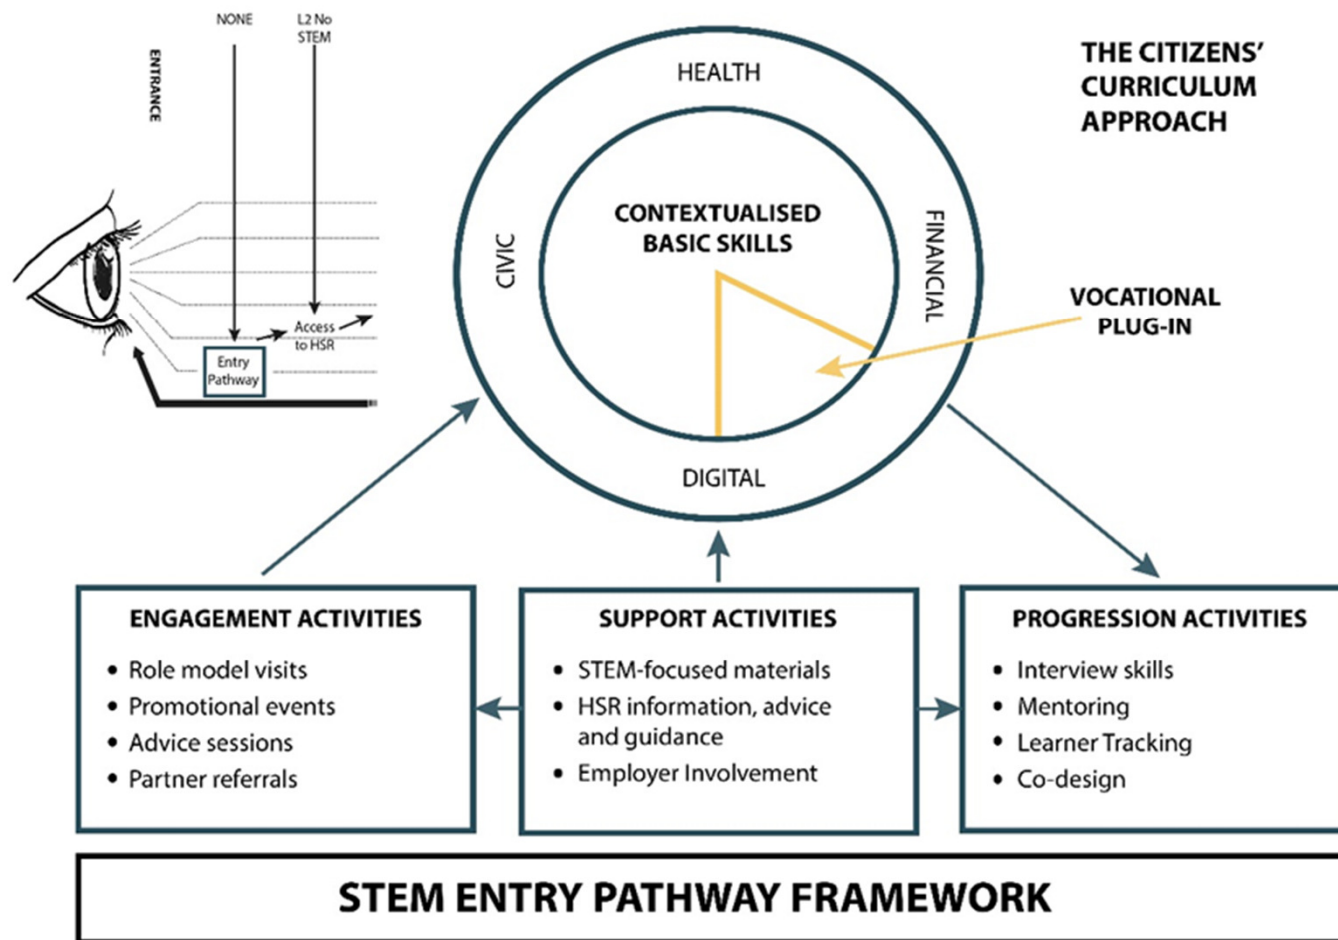 NONE
L2 No
STEM
ENTRANCE
Access
to HSR
Entry
Pathway
THE CITIZENS’
CURRICULUM
APPROACH
HEALTH
CIVIC
CONTEXTUALISED
BASIC SKILLS
FINANCIAL
VOCATIONAL
PLUG-IN
DIGITAL
ENGAGEMENT ACTIVITIES
• Role model visits
• Promotional events
• Advice sessions
• Partner referrals
SUPPORT ACTIVITIES
• STEM-focused materials
• HSR information, advice
and guidance
• Employer Involvement
PROGRESSION ACTIVITIES
• Interview skills
• Mentoring
• Learner Tracking
• Co-design
STEM ENTRY PATHWAY FRAMEWORK